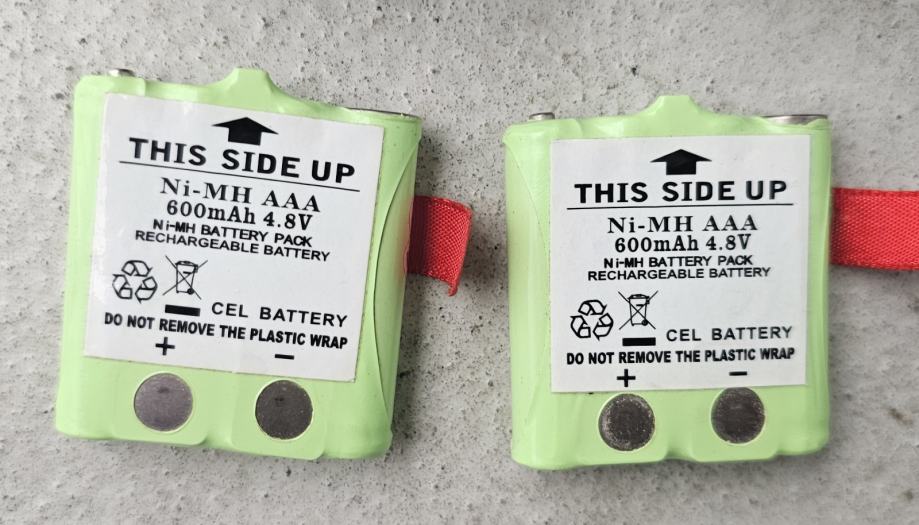 THIS SIDE UP
Ni-MH AAA
600mAh 4.8V
Ni-MH BATTERY PACK
RECHARGEABLE BATTERY
CEL BATTERY
DO NOT REMOVE THE PLASTIC WRAP
+ −
THIS SIDE UP
Ni-MH AAA
600mAh 4.8V
Ni-MH BATTERY PACK
RECHARGEABLE BATTERY
CEL BATTERY
DO NOT REMOVE THE PLASTIC WRAP
+ −